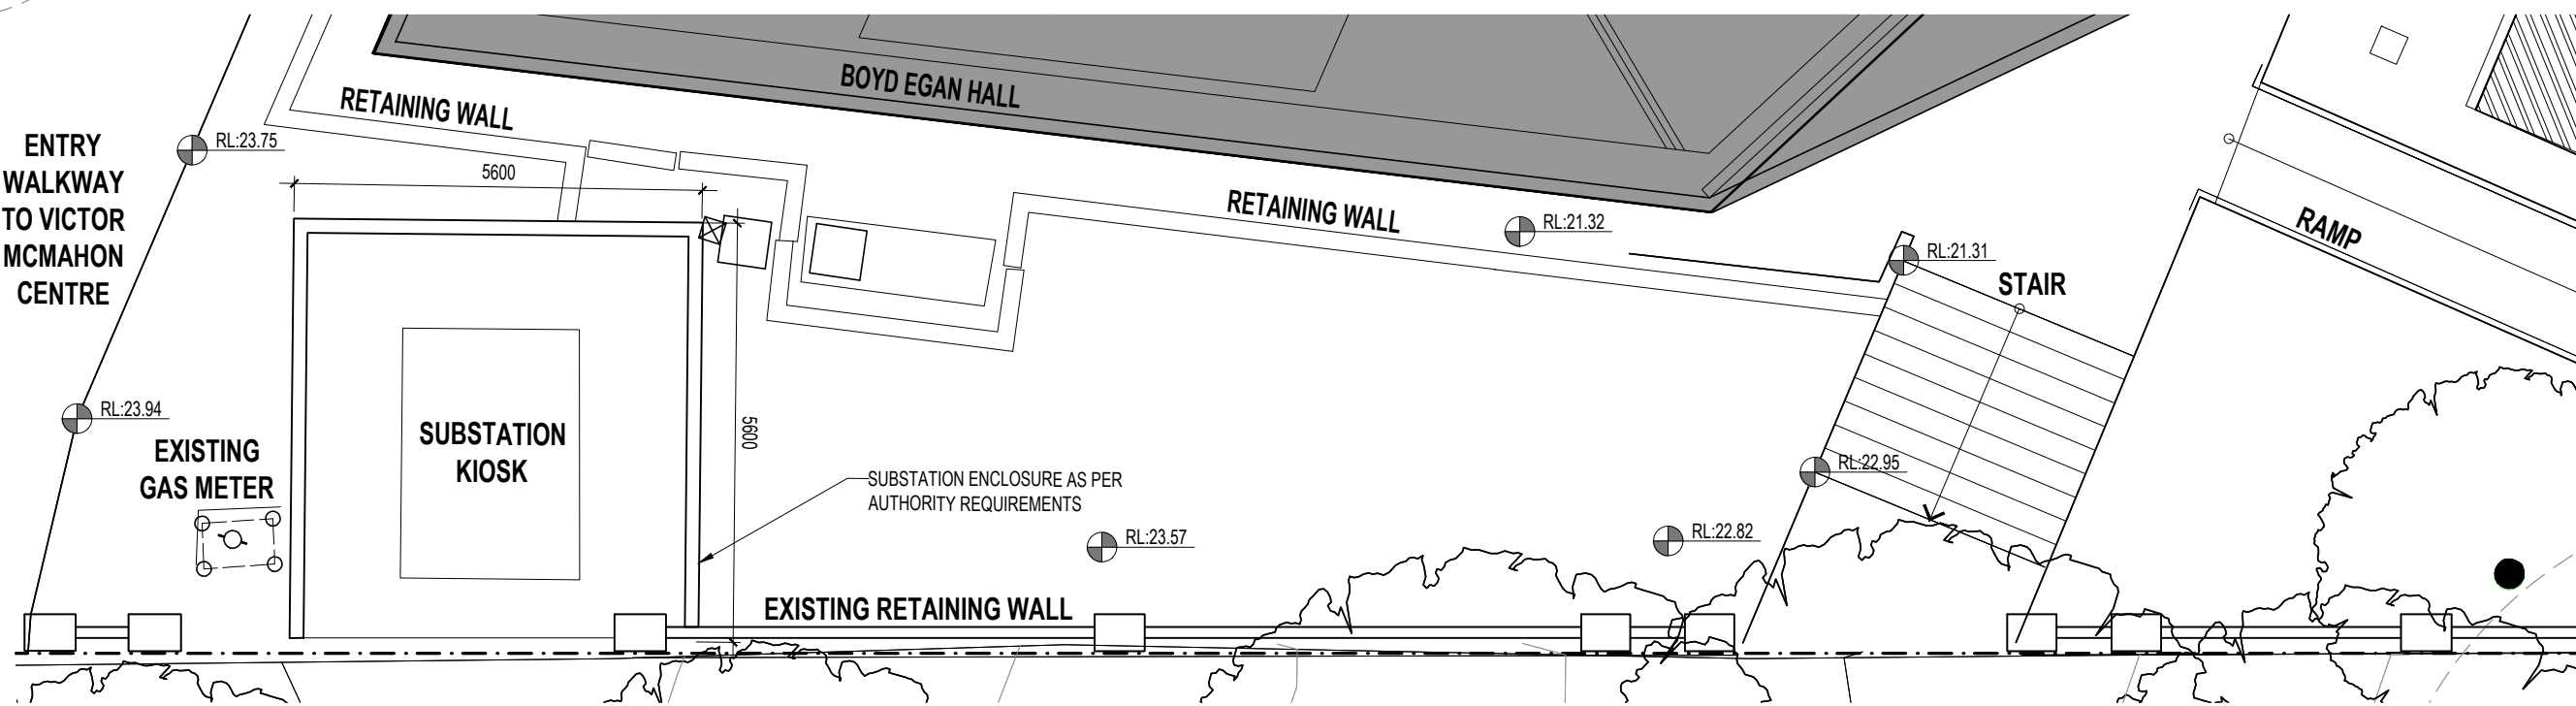 BOYD EGAN HALL
RETAINING WALL
ENTRY
WALKWAY
TO VICTOR
MCMAHON
CENTRE
RL:23.75
5600
RETAINING WALL
RL:21.32
RL:21.31
STAIR
RAMP
RL:23.94
EXISTING
GAS METER
SUBSTATION
KIOSK
5600
SUBSTATION ENCLOSURE AS PER
AUTHORITY REQUIREMENTS
RL:22.95
RL:23.57
RL:22.82
EXISTING RETAINING WALL